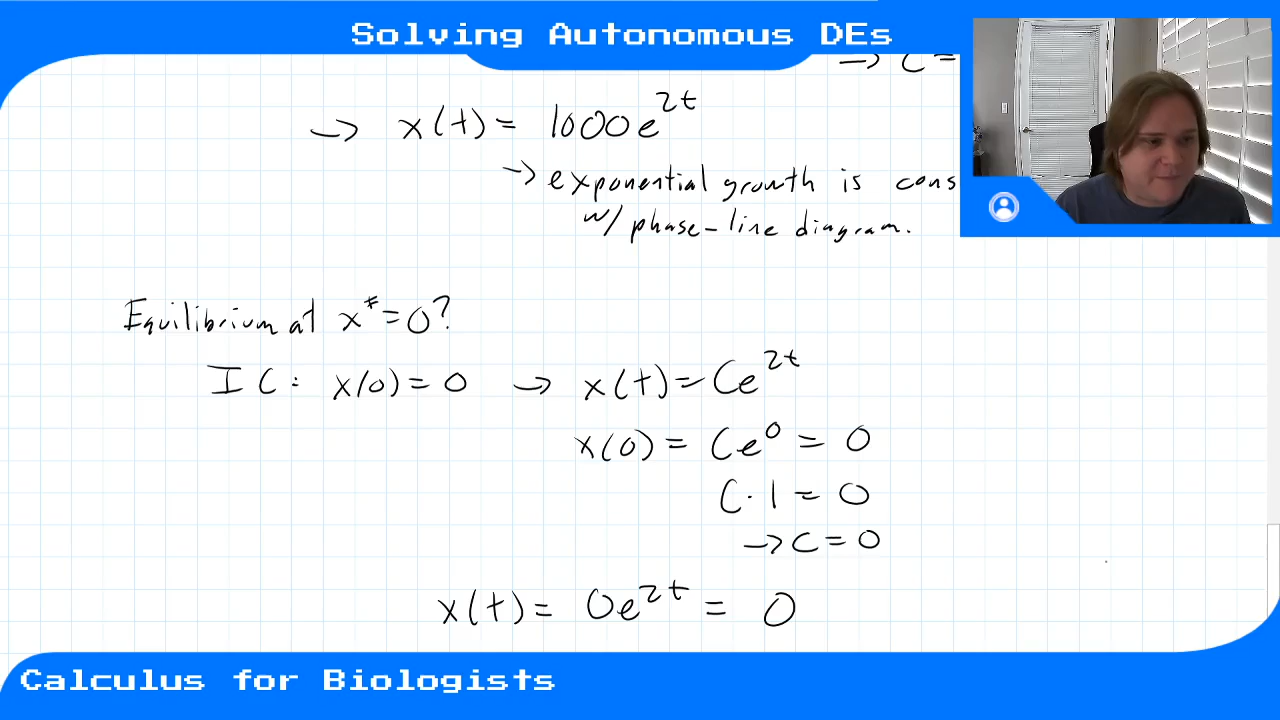 Solving Autonomous DEs
→ C =
→ x(t) = 1000e^{2t}
→ exponential growth is cons
w/ phase-line diagram.
Equilibrium at x* = 0?
IC: x(0) = 0 → x(t) = Ce^{2t}
x(0) = Ce^0 = 0
C · 1 = 0
→ C = 0
x(t) = 0e^{2t} = 0
Calculus for Biologists